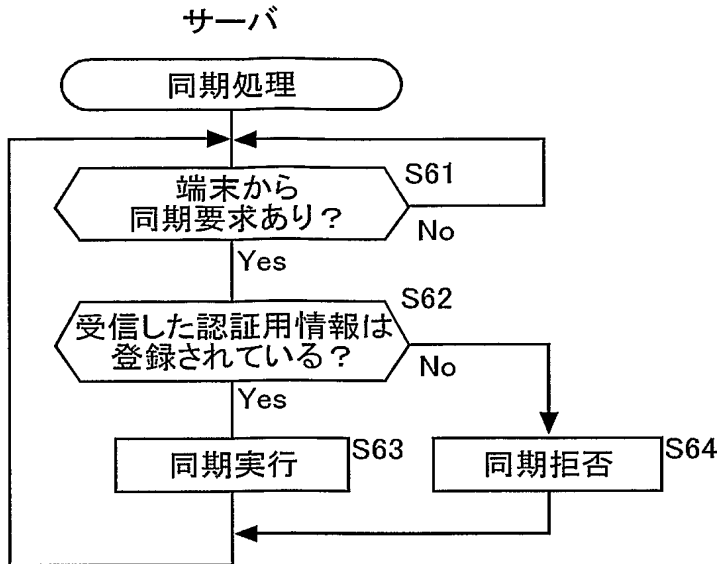 サーバ
同期処理
端末から
同期要求あり？
S61
No
Yes
受信した認証用情報は
登録されている？
S62
No
Yes
同期実行
S63
同期拒否
S64